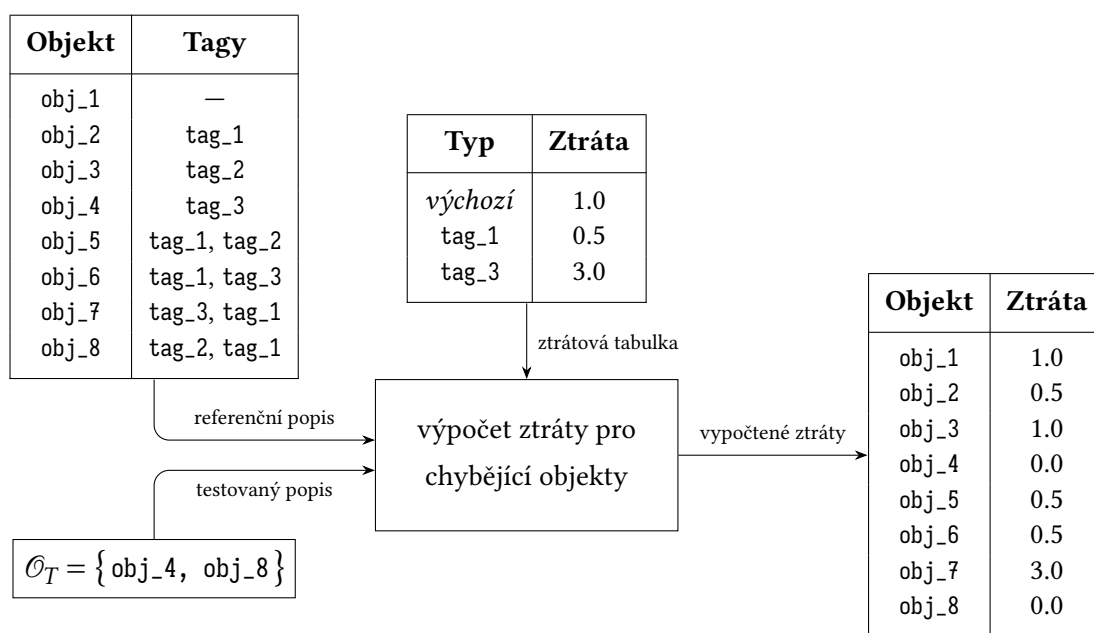 Objekt Tagy
obj_1 —
obj_2 tag_1
obj_3 tag_2
obj_4 tag_3
obj_5 tag_1, tag_2
obj_6 tag_1, tag_3
obj_7 tag_3, tag_1
obj_8 tag_2, tag_1
Typ Ztráta
výchozí 1.0
tag_1 0.5
tag_3 3.0
ztrátová tabulka
referenční popis
testovaný popis
𝒪_T = { obj_4, obj_8 }
výpočet ztráty pro
chybějící objekty
vypočtené ztráty
Objekt Ztráta
obj_1 1.0
obj_2 0.5
obj_3 1.0
obj_4 0.0
obj_5 0.5
obj_6 0.5
obj_7 3.0
obj_8 0.0